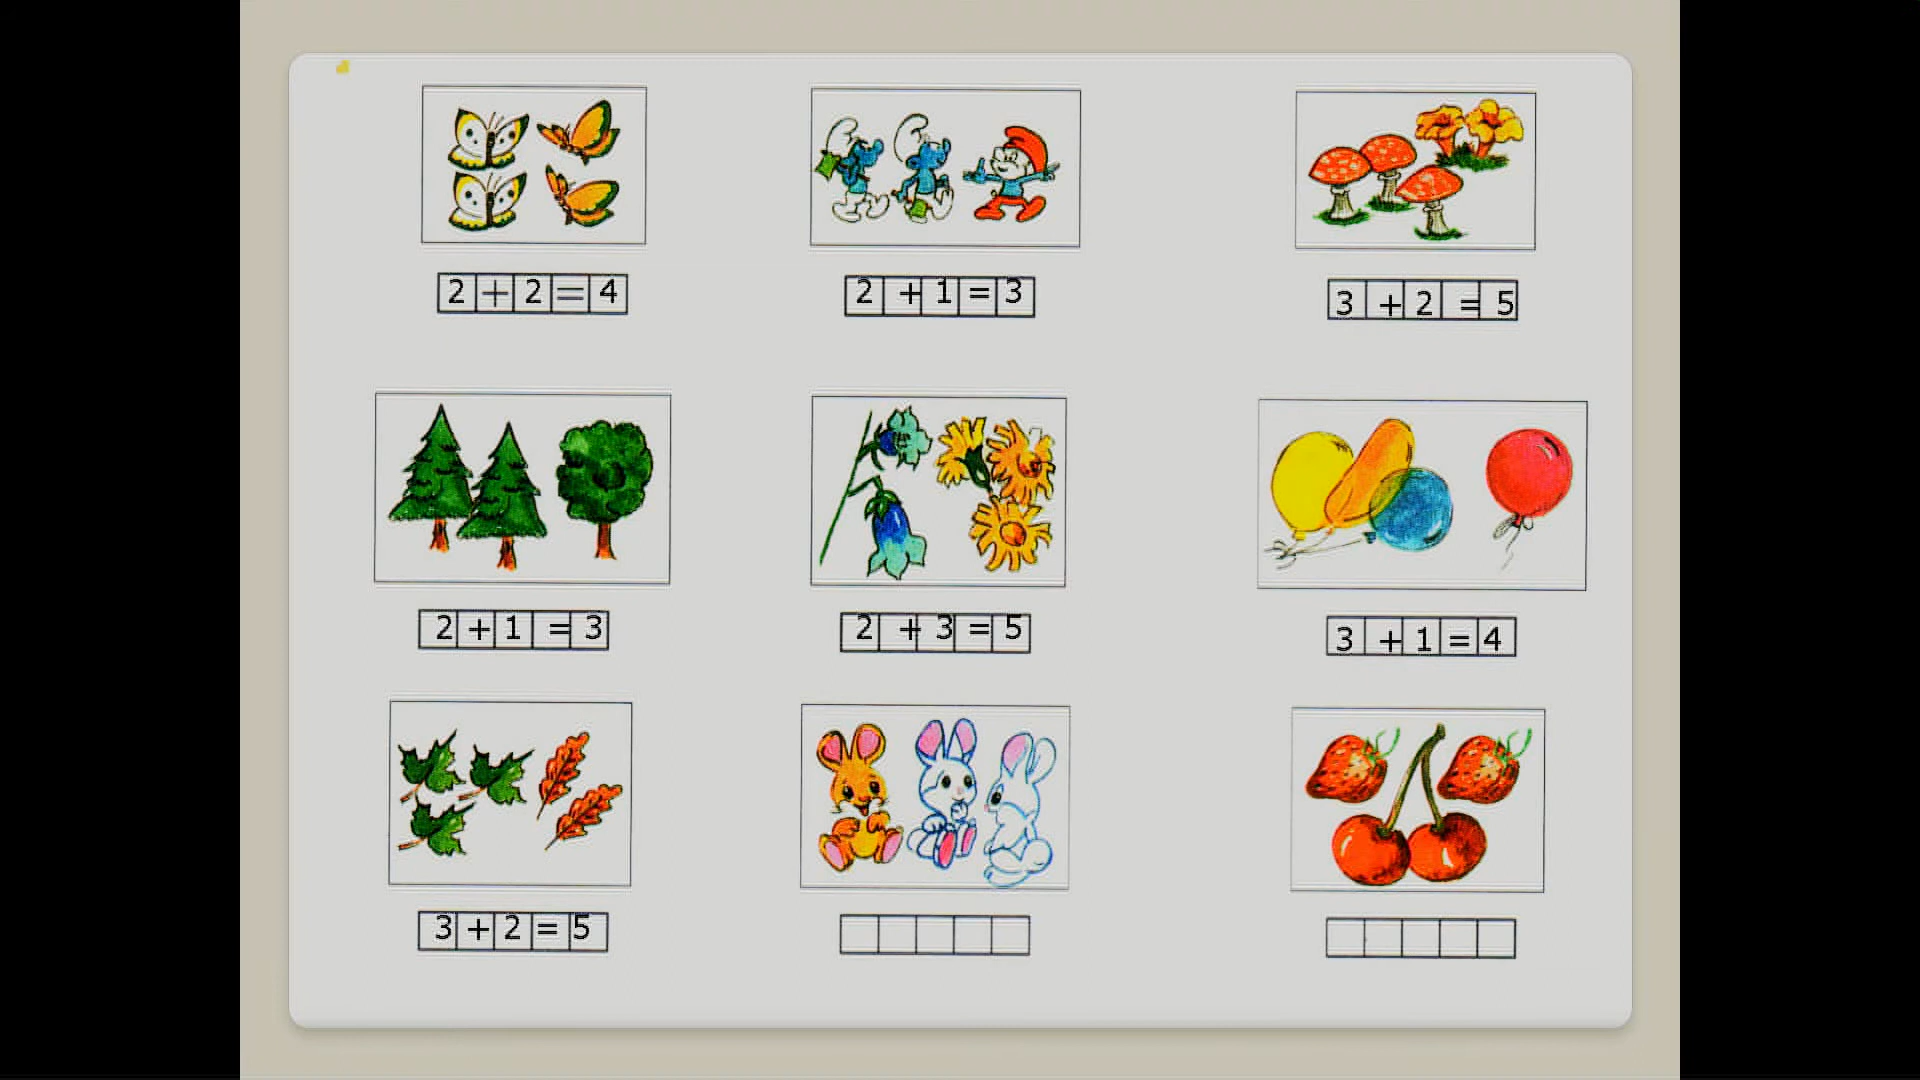 2 + 2 = 4
2 + 1 = 3
3 + 2 = 5
2 + 1 = 3
2 + 3 = 5
3 + 1 = 4
3 + 2 = 5